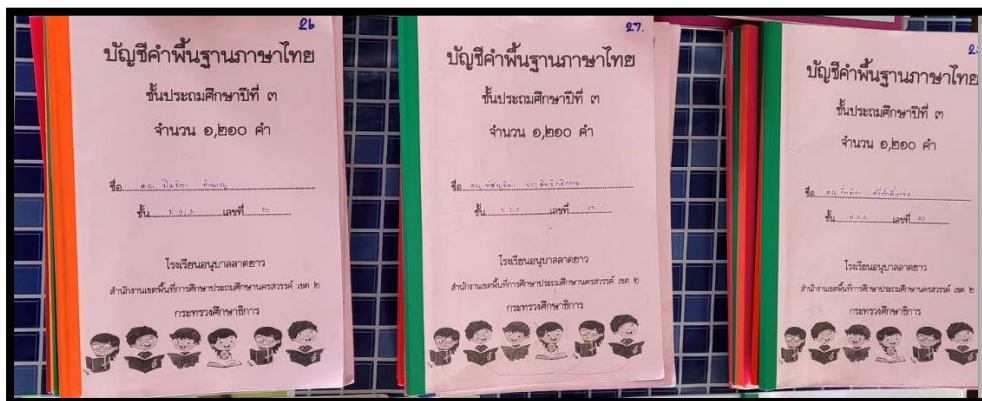 26
บัญชีคำพื้นฐานภาษาไทย
ชั้นประถมศึกษาปีที่ ๓
จำนวน ๑,๒๑๐ คำ
ชื่อ
ชั้น เลขที่
โรงเรียนอนุบาลลาดยาว
สำนักงานเขตพื้นที่การศึกษาประถมศึกษานครสวรรค์ เขต ๒
กระทรวงศึกษาธิการ
27.
บัญชีคำพื้นฐานภาษาไทย
ชั้นประถมศึกษาปีที่ ๓
จำนวน ๑,๒๑๐ คำ
ชื่อ
ชั้น เลขที่
โรงเรียนอนุบาลลาดยาว
สำนักงานเขตพื้นที่การศึกษาประถมศึกษานครสวรรค์ เขต ๒
กระทรวงศึกษาธิการ
บัญชีคำพื้นฐานภาษาไทย
ชั้นประถมศึกษาปีที่ ๓
จำนวน ๑,๒๑๐ คำ
ชื่อ
ชั้น เลขที่
โรงเรียนอนุบาลลาดยาว
สำนักงานเขตพื้นที่การศึกษาประถมศึกษานครสวรรค์ เขต ๒
กระทรวงศึกษาธิการ